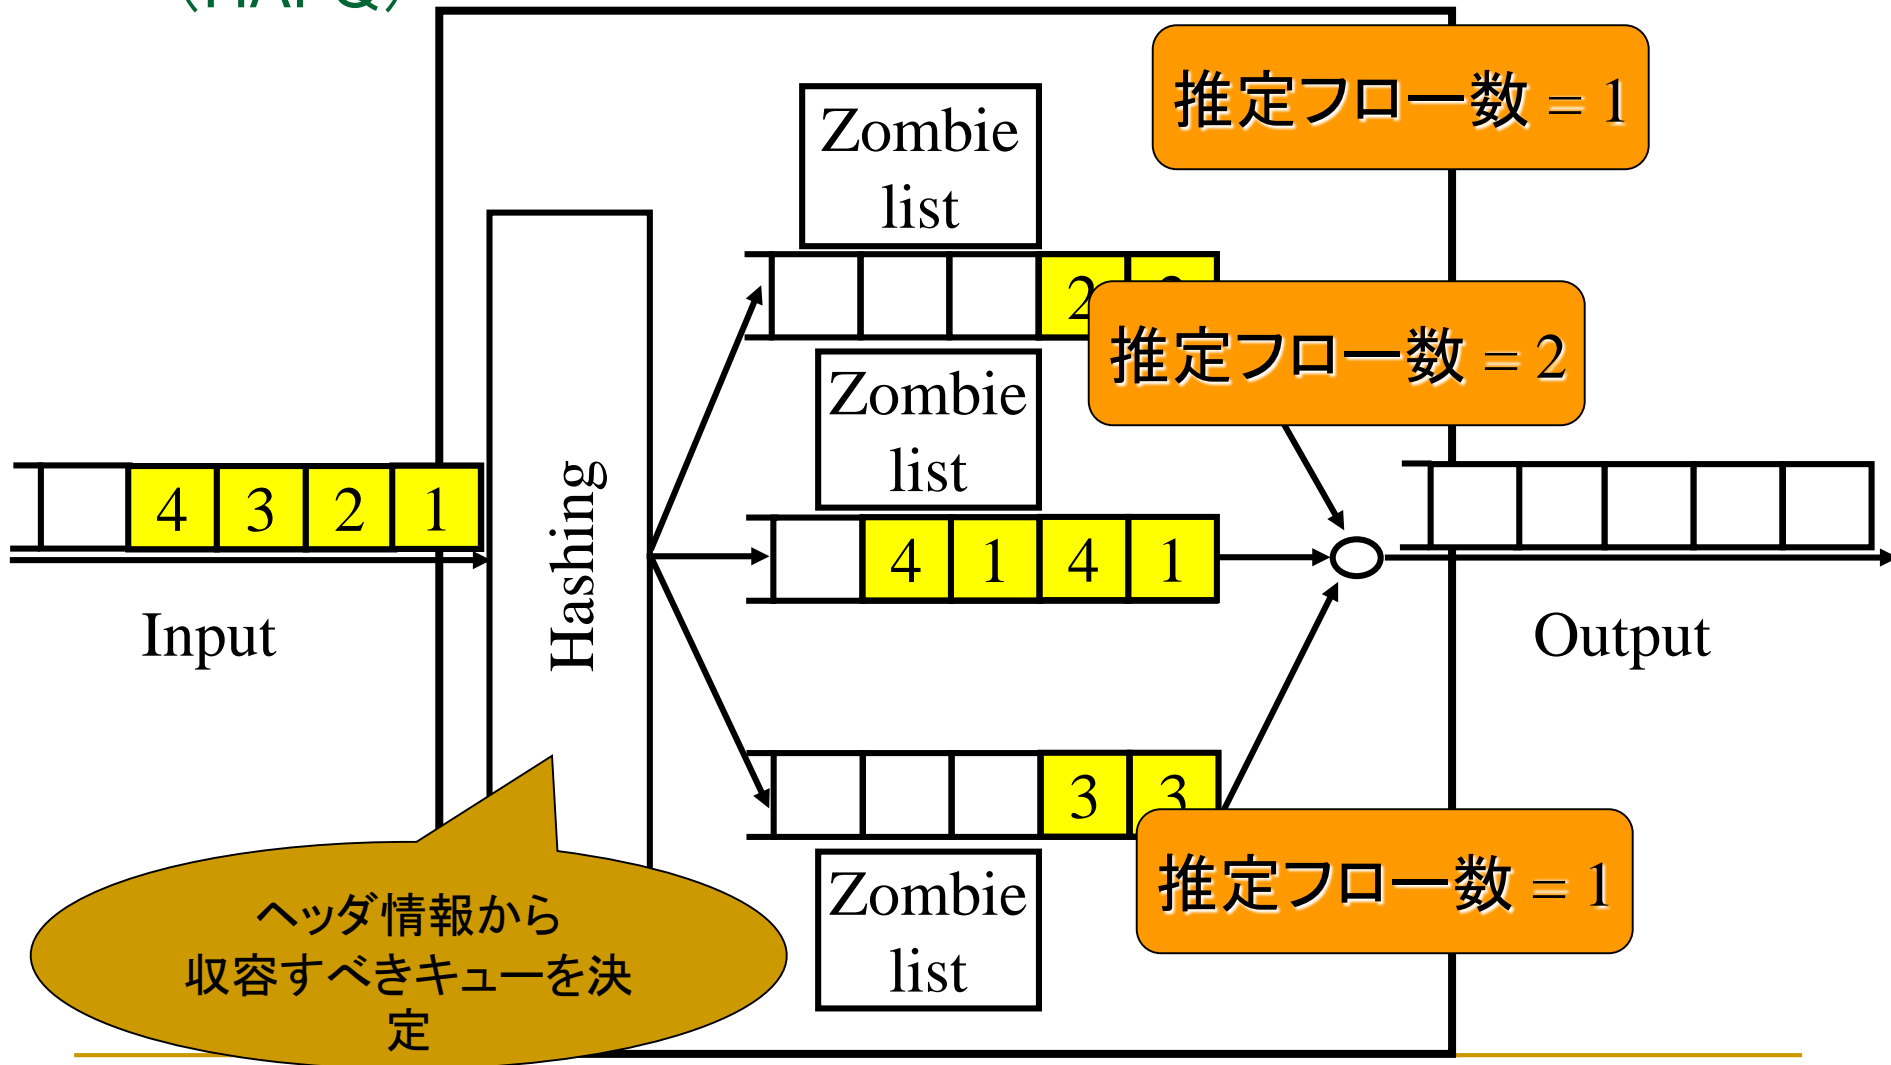 推定フロー数 = 1
Zombie
list
2
推定フロー数 = 2
Zombie
list
4 3 2 1
Hashing
4 1 4 1
Input
Output
3 3
推定フロー数 = 1
Zombie
list
ヘッダ情報から
収容すべきキューを決
定